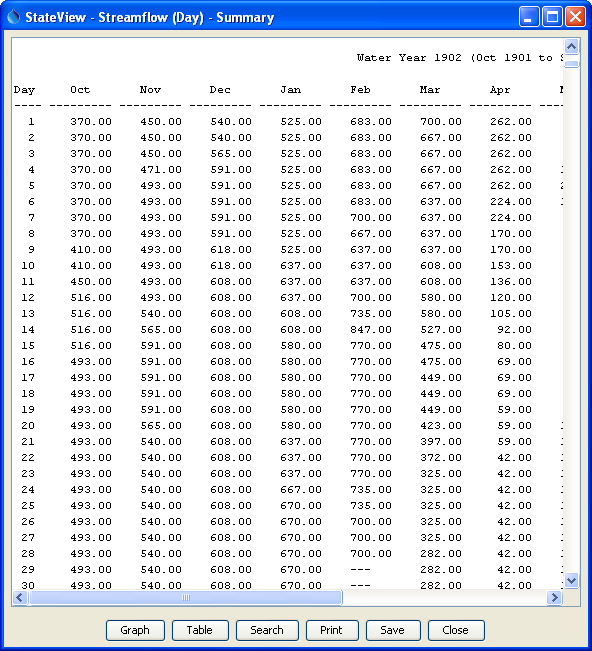 StateView - Streamflow (Day) - Summary
Water Year 1902 (Oct 1901 to
Day Oct Nov Dec Jan Feb Mar Apr
---- -------- -------- -------- -------- -------- -------- --------
1 370.00 450.00 540.00 525.00 683.00 700.00 262.00
2 370.00 450.00 540.00 525.00 683.00 667.00 262.00
3 370.00 450.00 565.00 525.00 683.00 667.00 262.00
4 370.00 471.00 591.00 525.00 683.00 667.00 262.00
5 370.00 493.00 591.00 525.00 683.00 667.00 262.00
6 370.00 493.00 591.00 525.00 683.00 637.00 224.00
7 370.00 493.00 591.00 525.00 700.00 637.00 224.00
8 370.00 493.00 591.00 525.00 667.00 637.00 170.00
9 410.00 493.00 618.00 525.00 637.00 637.00 170.00
10 410.00 493.00 618.00 637.00 637.00 608.00 153.00
11 450.00 493.00 608.00 637.00 637.00 608.00 136.00
12 516.00 493.00 608.00 637.00 700.00 580.00 120.00
13 516.00 540.00 608.00 608.00 735.00 580.00 105.00
14 516.00 565.00 608.00 608.00 847.00 527.00 92.00
15 516.00 591.00 608.00 580.00 770.00 475.00 80.00
16 493.00 591.00 608.00 580.00 770.00 475.00 69.00
17 493.00 591.00 608.00 580.00 770.00 449.00 69.00
18 493.00 591.00 608.00 580.00 770.00 449.00 69.00
19 493.00 591.00 608.00 580.00 770.00 449.00 59.00
20 493.00 565.00 608.00 580.00 770.00 423.00 59.00
21 493.00 540.00 608.00 637.00 770.00 397.00 59.00
22 493.00 540.00 608.00 637.00 770.00 372.00 42.00
23 493.00 540.00 608.00 637.00 770.00 325.00 42.00
24 493.00 540.00 608.00 667.00 735.00 325.00 42.00
25 493.00 540.00 608.00 670.00 735.00 325.00 42.00
26 493.00 540.00 608.00 670.00 700.00 325.00 42.00
27 493.00 540.00 608.00 670.00 700.00 325.00 42.00
28 493.00 540.00 608.00 670.00 700.00 282.00 42.00
29 493.00 540.00 608.00 670.00 --- 282.00 42.00
30 493.00 540.00 608.00 670.00 --- 282.00 42.00
Graph Table Search Print Save Close